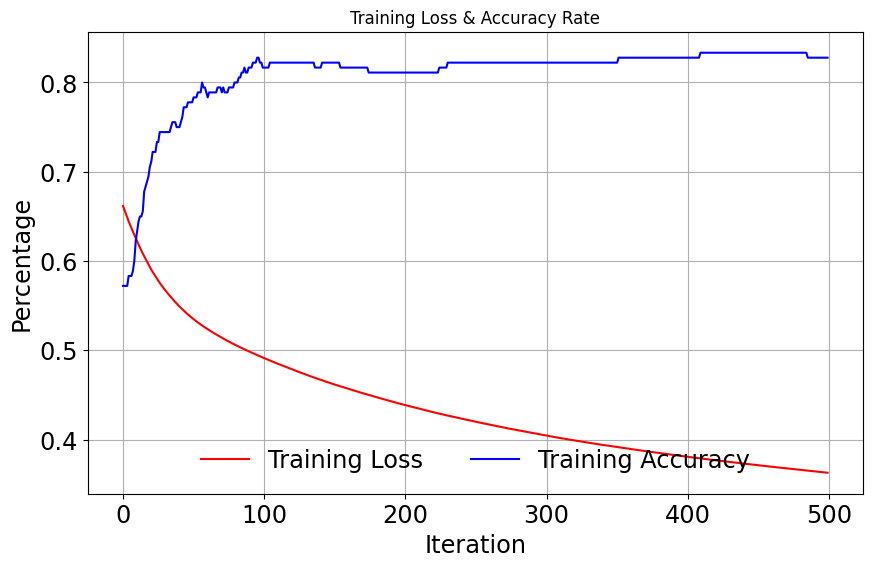 Training Loss & Accuracy Rate
Percentage
0.8
0.7
0.6
0.5
0.4
Training Loss Training Accuracy
0 100 200 300 400 500
Iteration